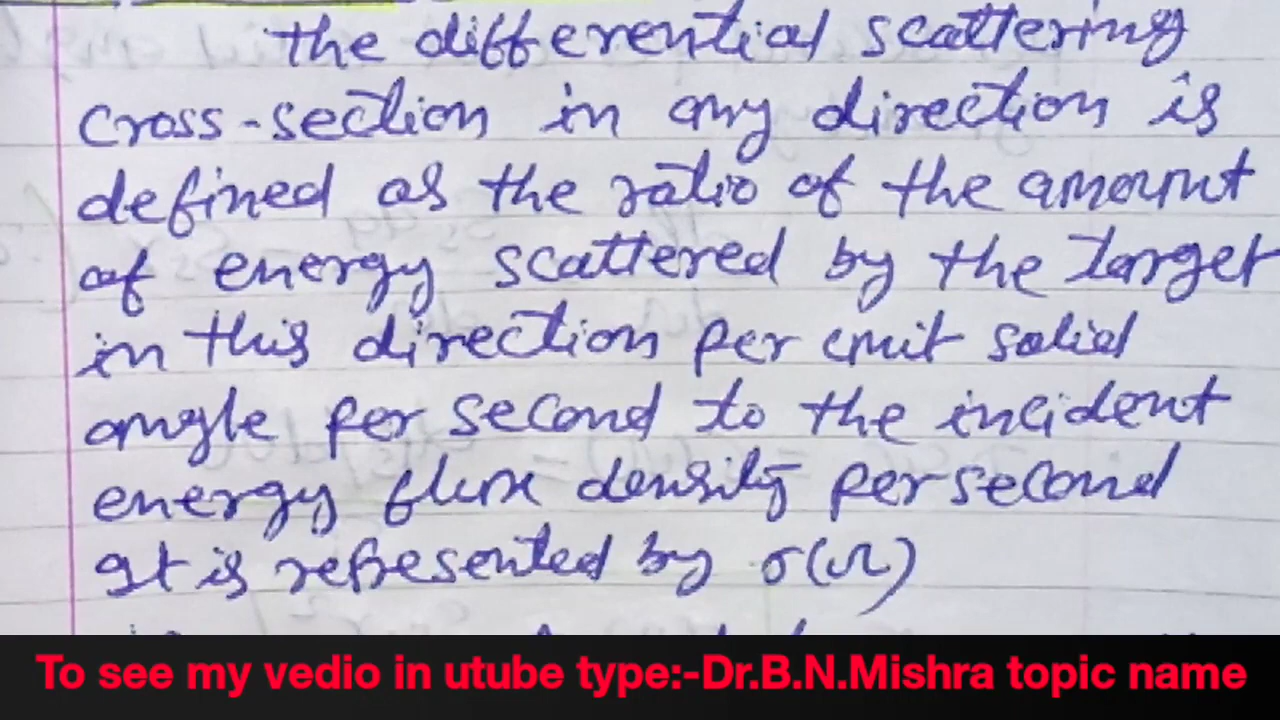 the differential scattering
cross-section in any direction is
defined as the ratio of the amount
of energy scattered by the target
in this direction per unit solid
angle per second to the incident
energy flux density per second
It is represented by σ(Ω)
To see my vedio in utube type:-Dr.B.N.Mishra topic name